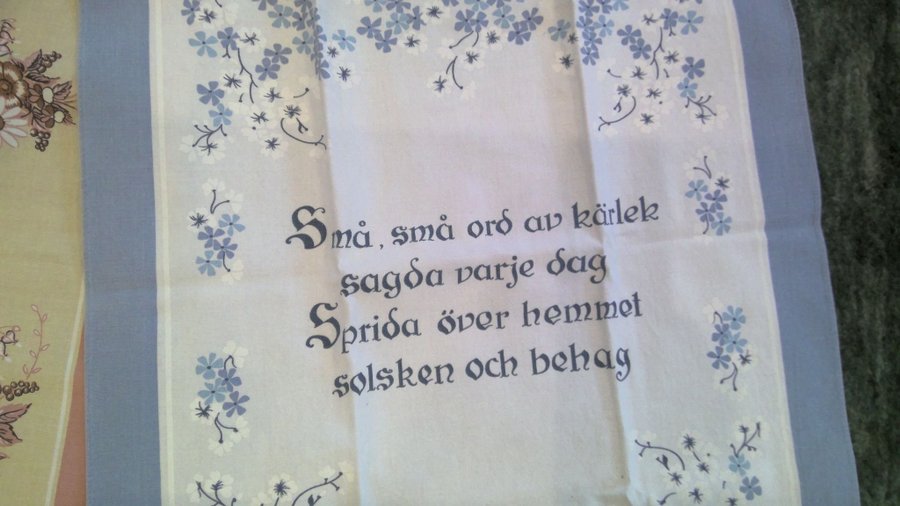 Små, små ord av kärlek
sagda varje dag
Sprida över hemmet
solsken och behag